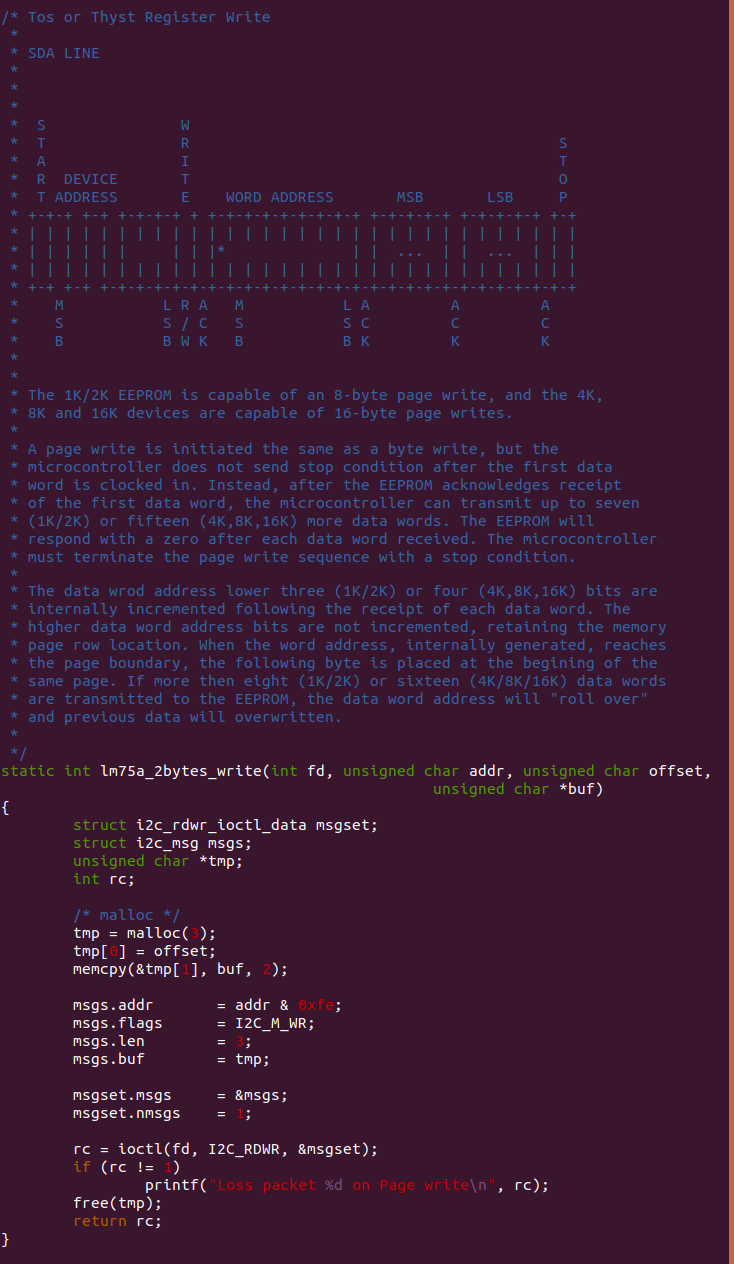 /* Tos or Thyst Register Write
 *
 * SDA LINE
 *
 *
 *
 *  S               W
 *  T               R                                         S
 *  A               I                                         T
 *  R  DEVICE       T                                         O
 *  T ADDRESS       E    WORD ADDRESS       MSB       LSB     P
 * +-+-+ +-+ +-+-+-+ + +-+-+-+-+-+-+-+-+ +-+-+-+-+ +-+-+-+-+ +-+
 * | | | | | | | | | | | | | | | | | | | | | | | | | | | | | | |
 * | | | | | |     | | |*              | |  ...  | |  ...  | | |
 * | | | | | | | | | | | | | | | | | | | | | | | | | | | | | | |
 * +-+ +-+ +-+-+-+-+-+-+-+-+-+-+-+-+-+-+-+-+-+-+-+-+-+-+-+-+-+-+
 *    M           L R A   M           L A         A         A
 *    S           S / C   S           S C         C         C
 *    B           B W K   B           B K         K         K
 *
 *
 * The 1K/2K EEPROM is capable of an 8-byte page write, and the 4K,
 * 8K and 16K devices are capable of 16-byte page writes.
 *
 * A page write is initiated the same as a byte write, but the
 * microcontroller does not send stop condition after the first data
 * word is clocked in. Instead, after the EEPROM acknowledges receipt
 * of the first data word, the microcontroller can transmit up to seven
 * (1K/2K) or fifteen (4K,8K,16K) more data words. The EEPROM will
 * respond with a zero after each data word received. The microcontroller
 * must terminate the page write sequence with a stop condition.
 *
 * The data wrod address lower three (1K/2K) or four (4K,8K,16K) bits are
 * internally incremented following the receipt of each data word. The
 * higher data word address bits are not incremented, retaining the memory
 * page row location. When the word address, internally generated, reaches
 * the page boundary, the following byte is placed at the begining of the
 * same page. If more then eight (1K/2K) or sixteen (4K/8K/16K) data words
 * are transmitted to the EEPROM, the data word address will "roll over"
 * and previous data will overwritten.
 *
 */
static int lm75a_2bytes_write(int fd, unsigned char addr, unsigned char offset,
                                                unsigned char *buf)
{
        struct i2c_rdwr_ioctl_data msgset;
        struct i2c_msg msgs;
        unsigned char *tmp;
        int rc;

        /* malloc */
        tmp = malloc(3);
        tmp[0] = offset;
        memcpy(&tmp[1], buf, 2);

        msgs.addr       = addr & 0xfe;
        msgs.flags      = I2C_M_WR;
        msgs.len        = 3;
        msgs.buf        = tmp;

        msgset.msgs     = &msgs;
        msgset.nmsgs    = 1;

        rc = ioctl(fd, I2C_RDWR, &msgset);
        if (rc != 1)
                printf("Loss packet %d on Page write\n", rc);
        free(tmp);
        return rc;
}